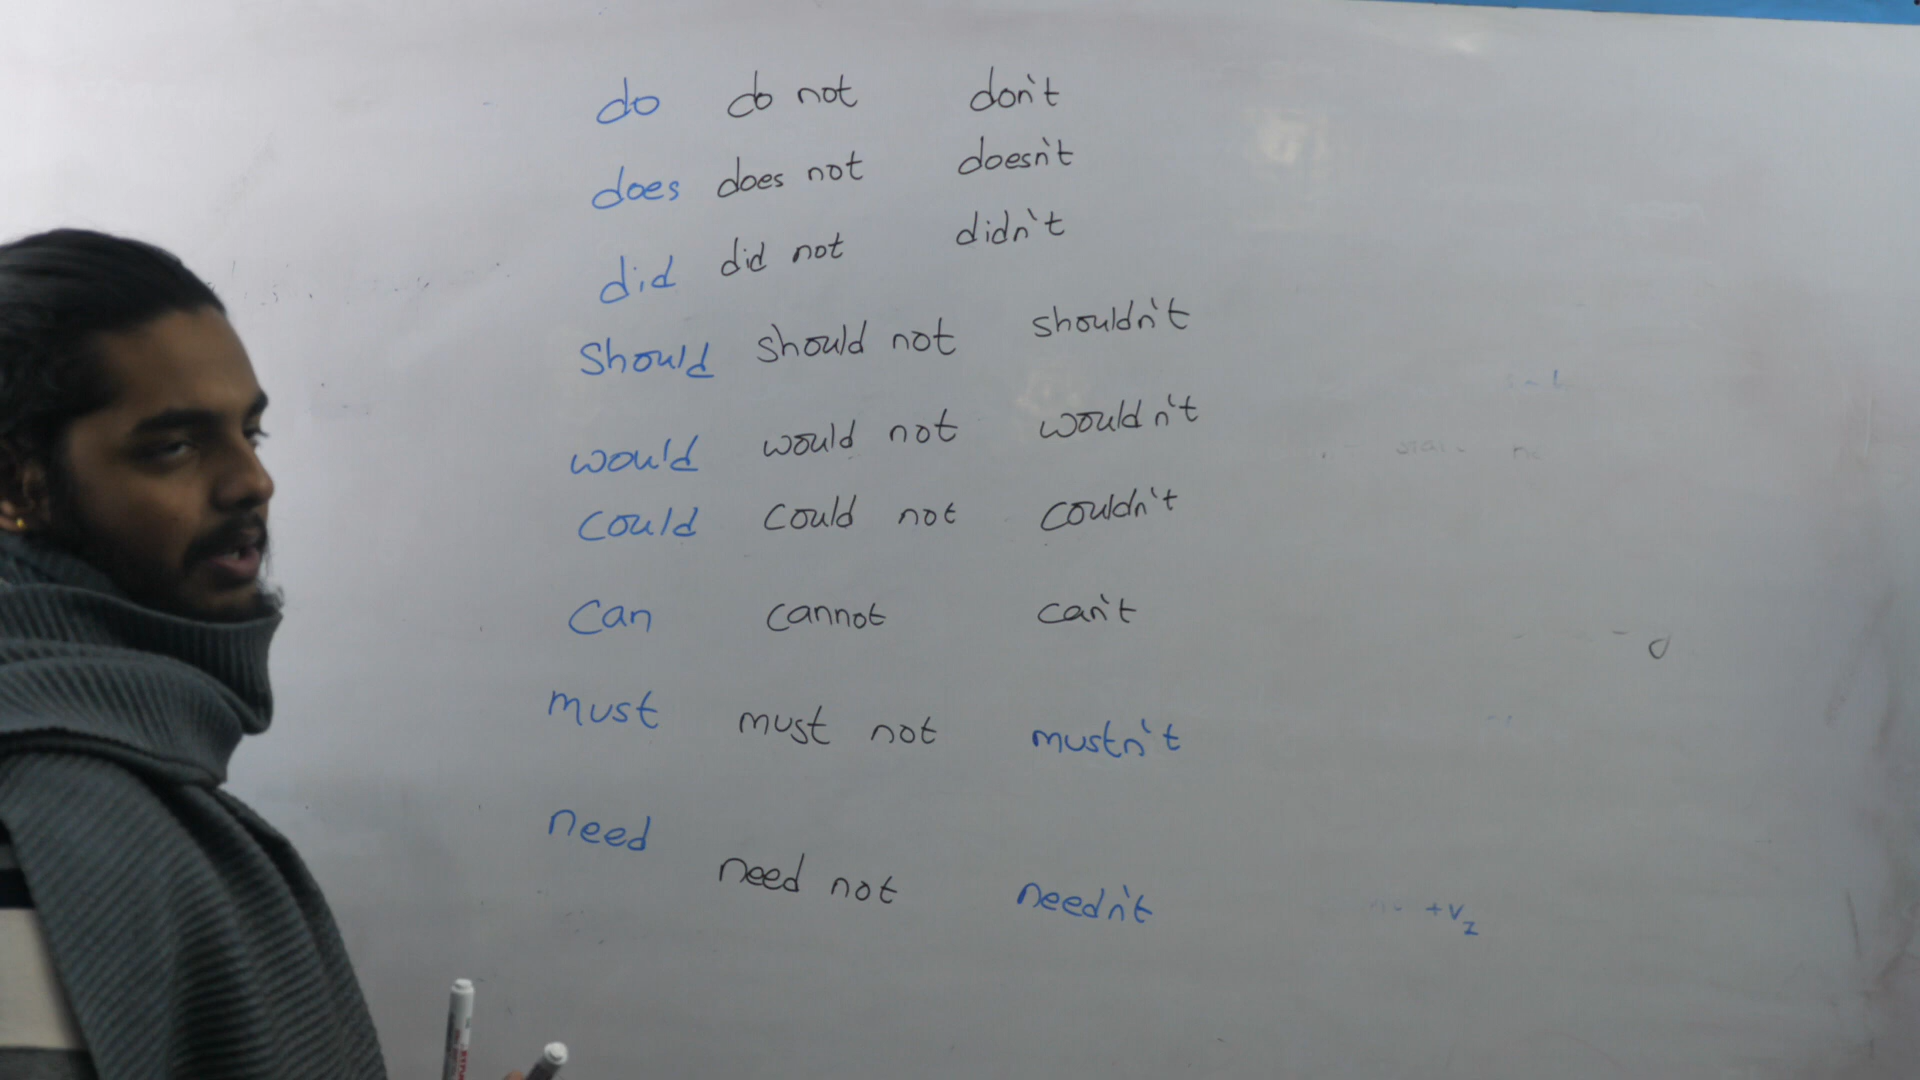 do do not don't
does does not doesn't
did did not didn't
Should should not shouldn't
would would not wouldn't
could could not couldn't
can cannot can't
must must not mustn't
need need not needn't
+V